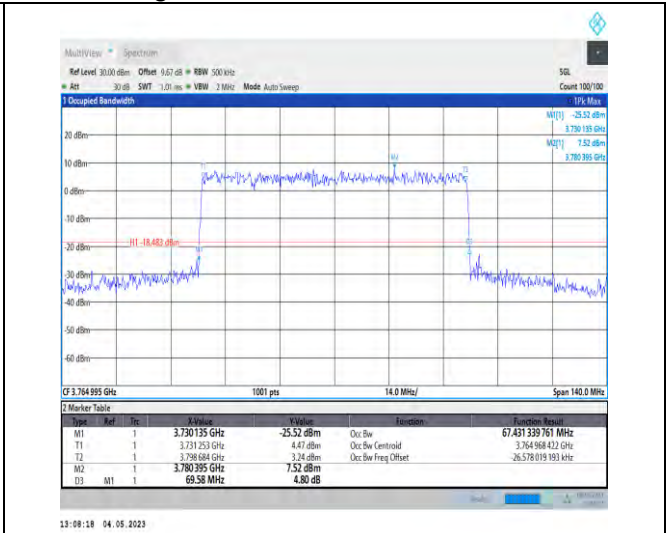 MultiView Spectrum
Ref Level 30.00 dBm Offset 9.67 dB RBW 500 kHz SGL
Att 30 dB SWT 1.01 ms VBW 2 MHz Mode Auto Sweep Count 100/100
1 Occupied Bandwidth 1Pk Max
M1[1] -25.52 dBm
3.730 135 GHz
M2[1] 7.52 dBm
3.780 395 GHz
20 dBm
10 dBm
0 dBm
-10 dBm
-20 dBm
H1 -18.483 dBm
-30 dBm
-40 dBm
-50 dBm
-60 dBm
T1
M2
T2
M1
D3
CF 3.764 995 GHz 1001 pts 14.0 MHz/ Span 140.0 MHz
2 Marker Table
Type Ref Trc X-Value Y-Value Function Function Result
M1 1 3.730135 GHz -25.52 dBm Occ Bw 67.431 339 761 MHz
T1 1 3.731253 GHz 4.47 dBm Occ Bw Centroid 3.764 968 422 GHz
T2 1 3.798684 GHz 3.24 dBm Occ Bw Freq Offset -26.578 019 193 kHz
M2 1 3.780395 GHz 7.52 dBm
D3 M1 1 69.58 MHz 4.80 dB
13:08:18 04.05.2023